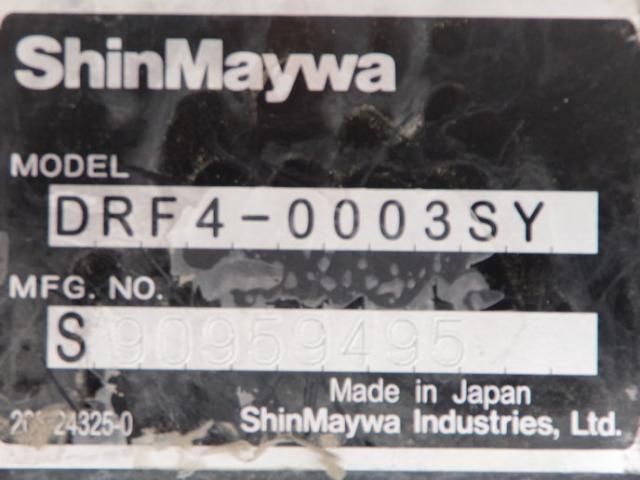 ShinMaywa
MODEL
DRF4-0003SY
MFG. NO.
S 90959495
Made in Japan
ShinMaywa Industries, Ltd.